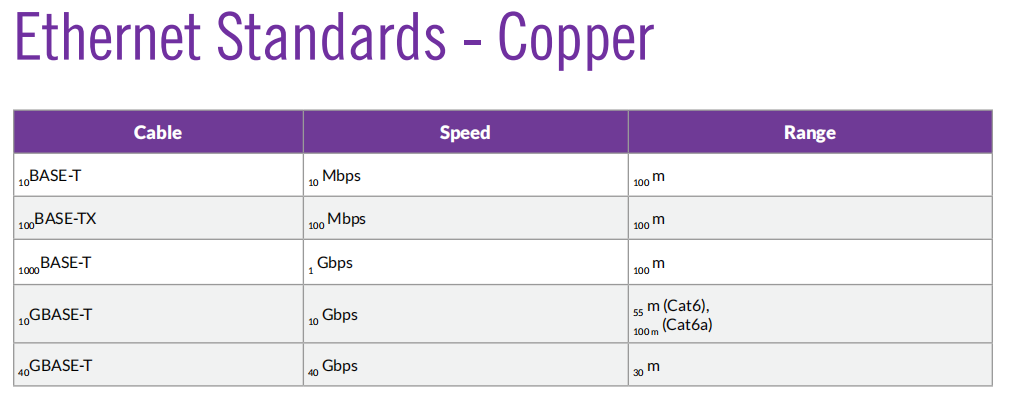 Ethernet Standards - Copper
Cable Speed Range
10BASE-T 10 Mbps 100 m
100BASE-TX 100 Mbps 100 m
1000BASE-T 1 Gbps 100 m
10GBASE-T 10 Gbps 55 m (Cat6),
100 m (Cat6a)
40GBASE-T 40 Gbps 30 m